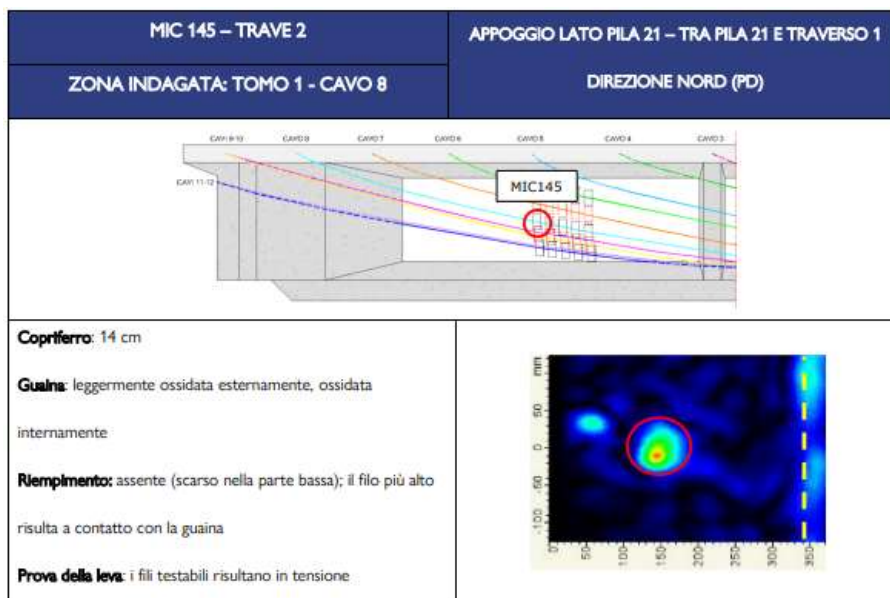 MIC 145 – TRAVE 2
APPOGGIO LATO PILA 21 – TRA PILA 21 E TRAVERSO 1
ZONA INDAGATA: TOMO 1 - CAVO 8
DIREZIONE NORD (PD)
CAVI 9-10 CAVO 8 CAVO 7 CAVO 6 CAVO 5 CAVO 4 CAVO 3
CAVI 11-12
MIC145
Copriferro: 14 cm
Guaina: leggermente ossidata esternamente, ossidata
internamente
Riempimento: assente (scarso nella parte bassa); il filo più alto
risulta a contatto con la guaina
Prova della leva: i fili testabili risultano in tensione
mm
50
0
-50
-100
0 50 100 150 200 250 300 350